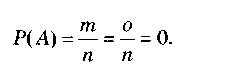 P(A) = m/n = o/n = 0.